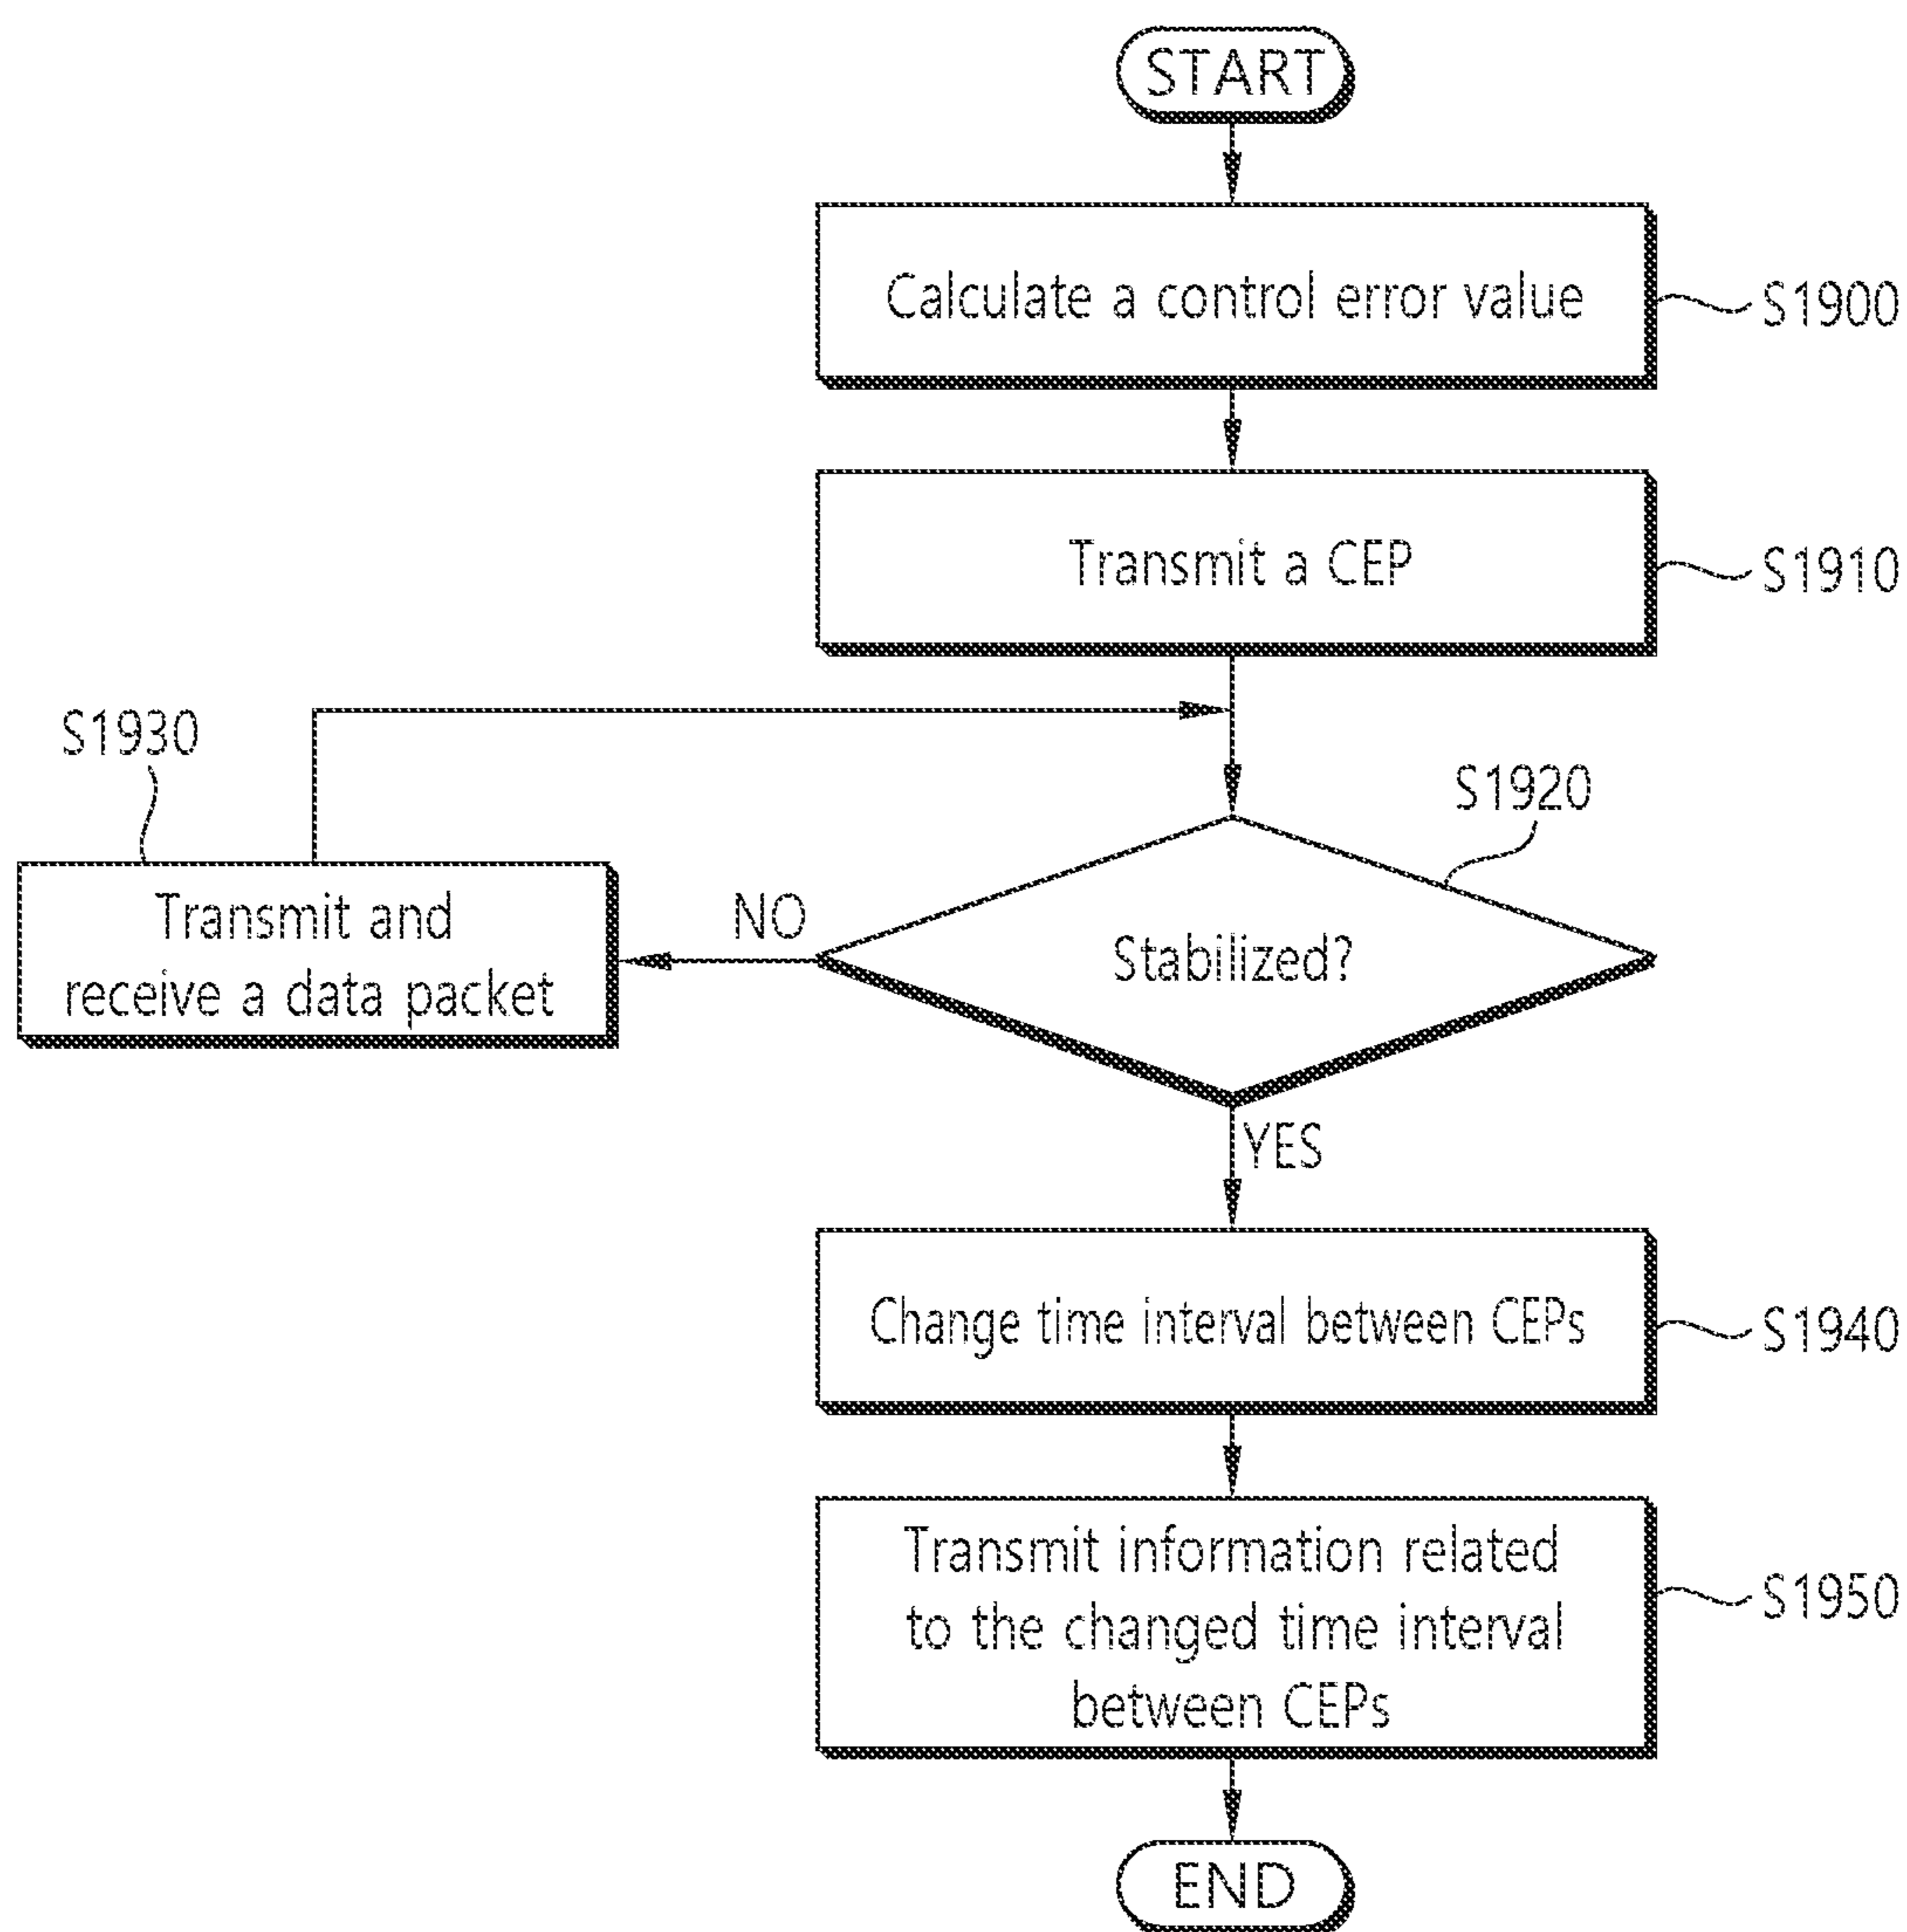 START
Calculate a control error value
S1900
Transmit a CEP
S1910
S1930
S1920
Transmit and
receive a data packet
NO
Stabilized?
YES
Change time interval between CEPs
S1940
Transmit information related
to the changed time interval
between CEPs
S1950
END